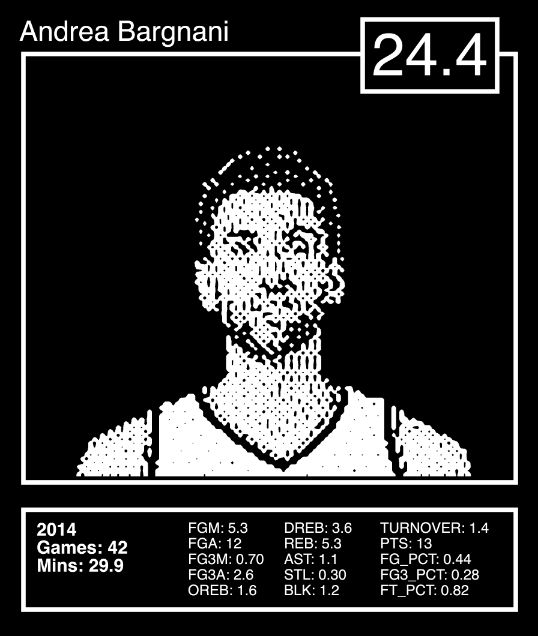 Andrea Bargnani
24.4
2014
Games: 42
Mins: 29.9
FGM: 5.3
FGA: 12
FG3M: 0.70
FG3A: 2.6
OREB: 1.6
DREB: 3.6
REB: 5.3
AST: 1.1
STL: 0.30
BLK: 1.2
TURNOVER: 1.4
PTS: 13
FG_PCT: 0.44
FG3_PCT: 0.28
FT_PCT: 0.82